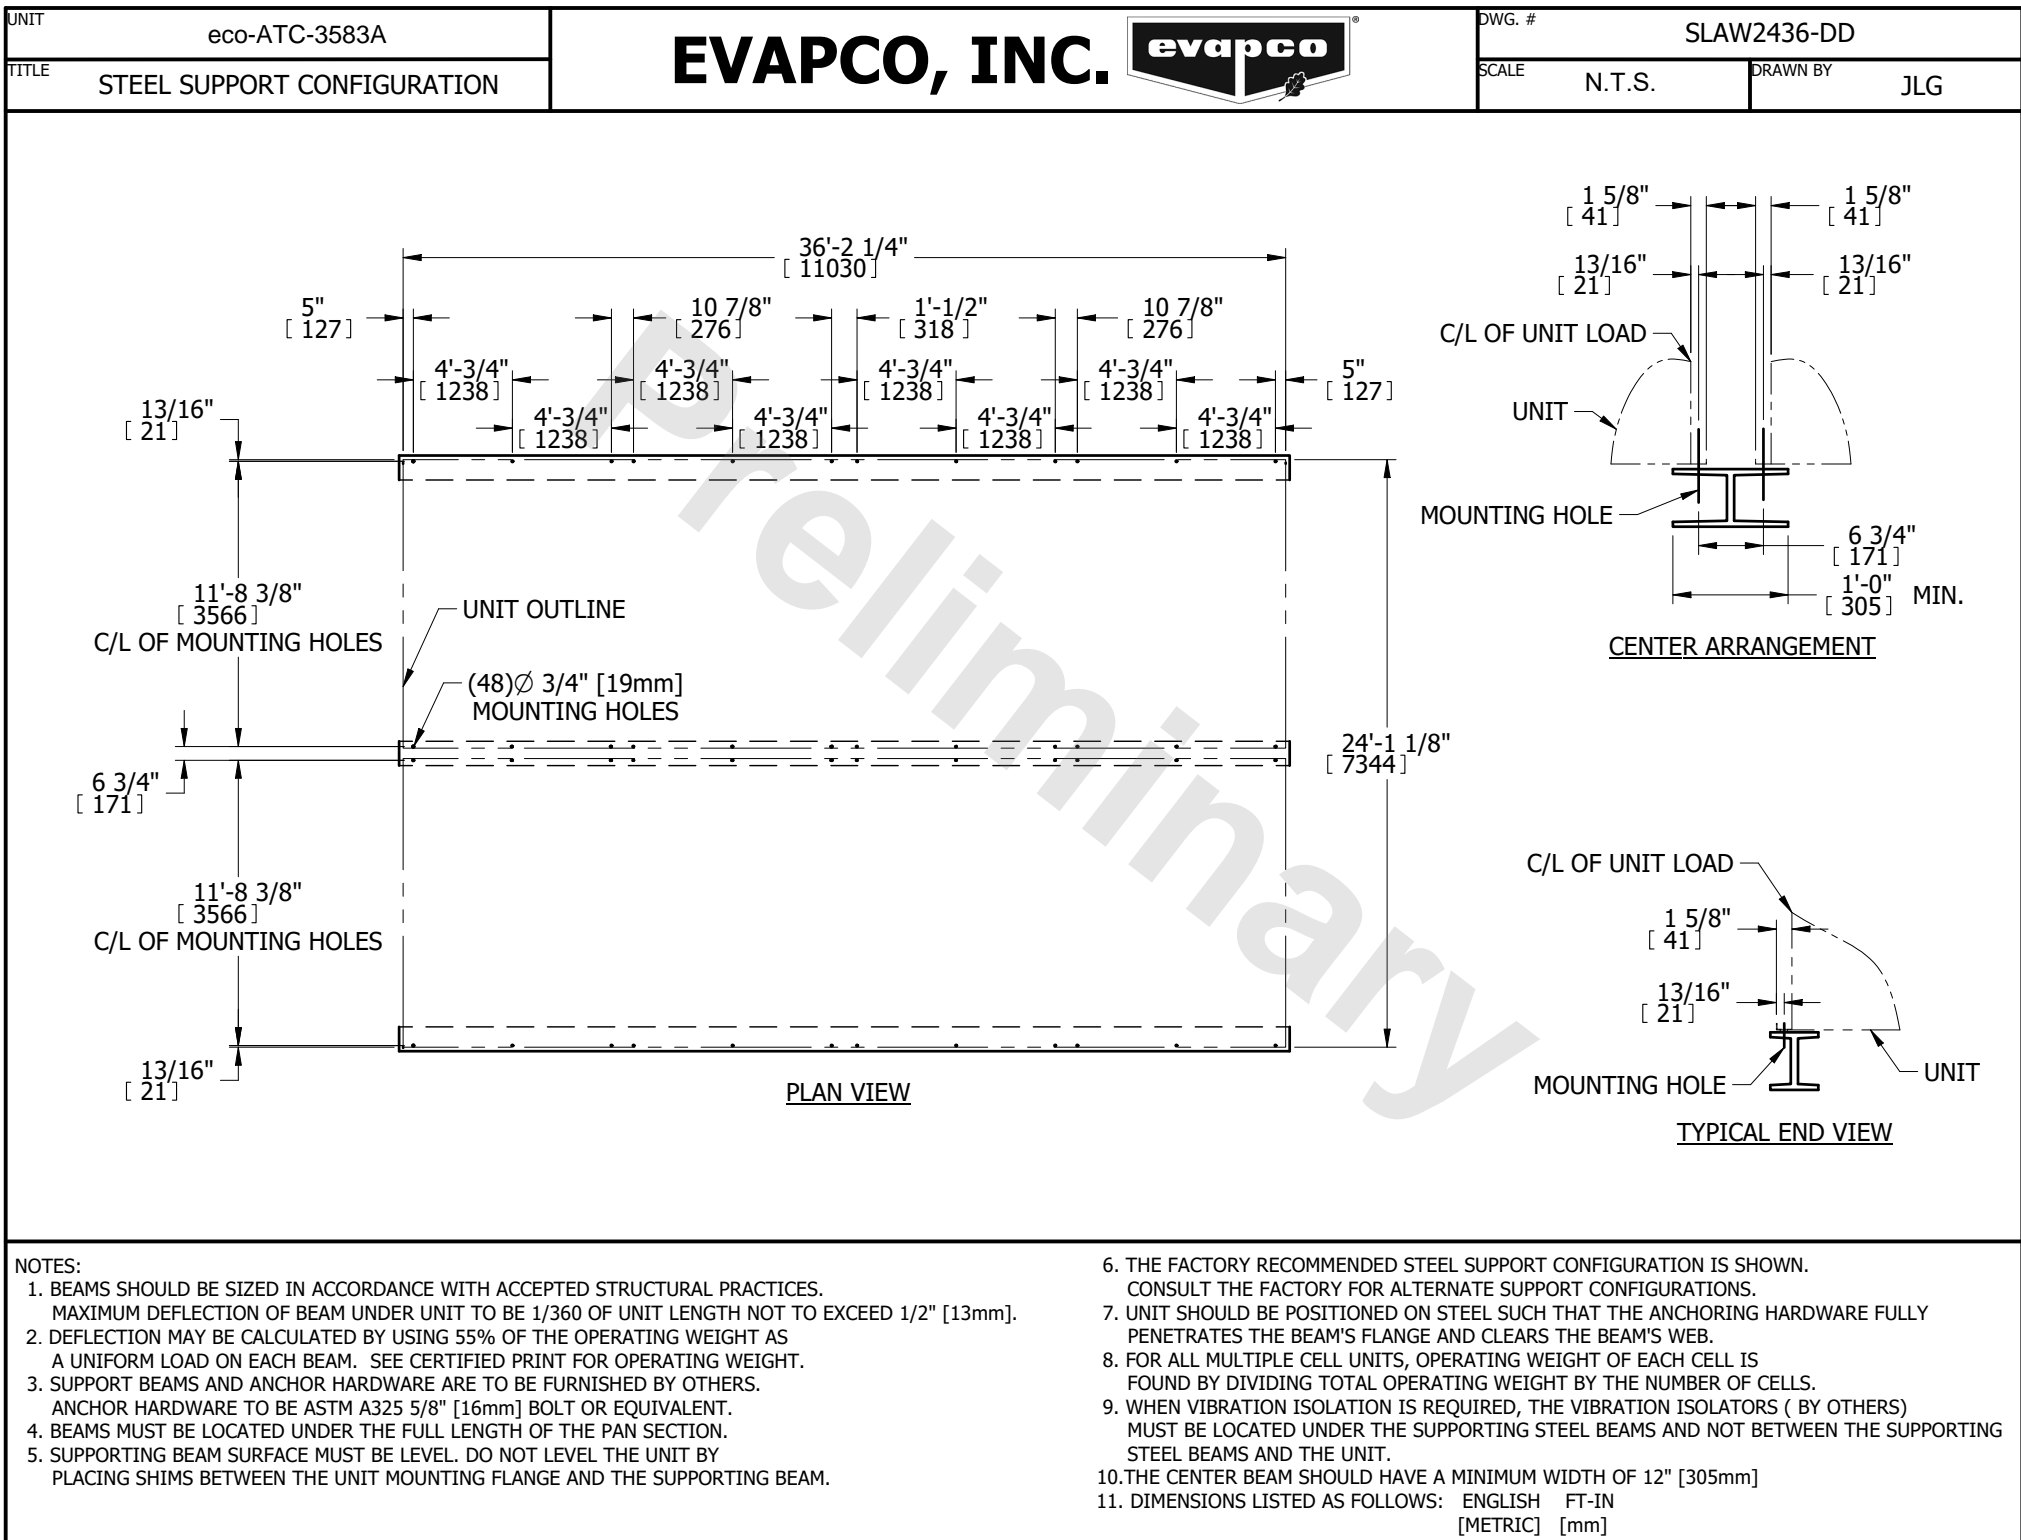 UNIT
eco-ATC-3583A
TITLE
STEEL SUPPORT CONFIGURATION
EVAPCO, INC.
evapco
®
DWG. #
SLAW2436-DD
SCALE
N.T.S.
DRAWN BY
JLG
36'-2 1/4"
[ 11030 ]
5"
[ 127 ]
10 7/8"
[ 276 ]
1'-1/2"
[ 318 ]
10 7/8"
[ 276 ]
4'-3/4"
[ 1238 ]
4'-3/4"
[ 1238 ]
4'-3/4"
[ 1238 ]
4'-3/4"
[ 1238 ]
5"
[ 127 ]
4'-3/4"
[ 1238 ]
4'-3/4"
[ 1238 ]
4'-3/4"
[ 1238 ]
4'-3/4"
[ 1238 ]
13/16"
[ 21 ]
11'-8 3/8"
[ 3566 ]
C/L OF MOUNTING HOLES
UNIT OUTLINE
(48)Ø 3/4" [19mm]
MOUNTING HOLES
6 3/4"
[ 171 ]
24'-1 1/8"
[ 7344 ]
11'-8 3/8"
[ 3566 ]
C/L OF MOUNTING HOLES
13/16"
[ 21 ]
PLAN VIEW
Preliminary
1 5/8"
[ 41 ]
1 5/8"
[ 41 ]
13/16"
[ 21 ]
13/16"
[ 21 ]
C/L OF UNIT LOAD
UNIT
MOUNTING HOLE
6 3/4"
[ 171 ]
1'-0"
[ 305 ] MIN.
CENTER ARRANGEMENT
C/L OF UNIT LOAD
1 5/8"
[ 41 ]
13/16"
[ 21 ]
MOUNTING HOLE
UNIT
TYPICAL END VIEW
NOTES:
1. BEAMS SHOULD BE SIZED IN ACCORDANCE WITH ACCEPTED STRUCTURAL PRACTICES.
MAXIMUM DEFLECTION OF BEAM UNDER UNIT TO BE 1/360 OF UNIT LENGTH NOT TO EXCEED 1/2" [13mm].
2. DEFLECTION MAY BE CALCULATED BY USING 55% OF THE OPERATING WEIGHT AS
A UNIFORM LOAD ON EACH BEAM. SEE CERTIFIED PRINT FOR OPERATING WEIGHT.
3. SUPPORT BEAMS AND ANCHOR HARDWARE ARE TO BE FURNISHED BY OTHERS.
ANCHOR HARDWARE TO BE ASTM A325 5/8" [16mm] BOLT OR EQUIVALENT.
4. BEAMS MUST BE LOCATED UNDER THE FULL LENGTH OF THE PAN SECTION.
5. SUPPORTING BEAM SURFACE MUST BE LEVEL. DO NOT LEVEL THE UNIT BY
PLACING SHIMS BETWEEN THE UNIT MOUNTING FLANGE AND THE SUPPORTING BEAM.
6. THE FACTORY RECOMMENDED STEEL SUPPORT CONFIGURATION IS SHOWN.
CONSULT THE FACTORY FOR ALTERNATE SUPPORT CONFIGURATIONS.
7. UNIT SHOULD BE POSITIONED ON STEEL SUCH THAT THE ANCHORING HARDWARE FULLY
PENETRATES THE BEAM'S FLANGE AND CLEARS THE BEAM'S WEB.
8. FOR ALL MULTIPLE CELL UNITS, OPERATING WEIGHT OF EACH CELL IS
FOUND BY DIVIDING TOTAL OPERATING WEIGHT BY THE NUMBER OF CELLS.
9. WHEN VIBRATION ISOLATION IS REQUIRED, THE VIBRATION ISOLATORS ( BY OTHERS)
MUST BE LOCATED UNDER THE SUPPORTING STEEL BEAMS AND NOT BETWEEN THE SUPPORTING
STEEL BEAMS AND THE UNIT.
10.THE CENTER BEAM SHOULD HAVE A MINIMUM WIDTH OF 12" [305mm]
11. DIMENSIONS LISTED AS FOLLOWS: ENGLISH FT-IN
[METRIC] [mm]